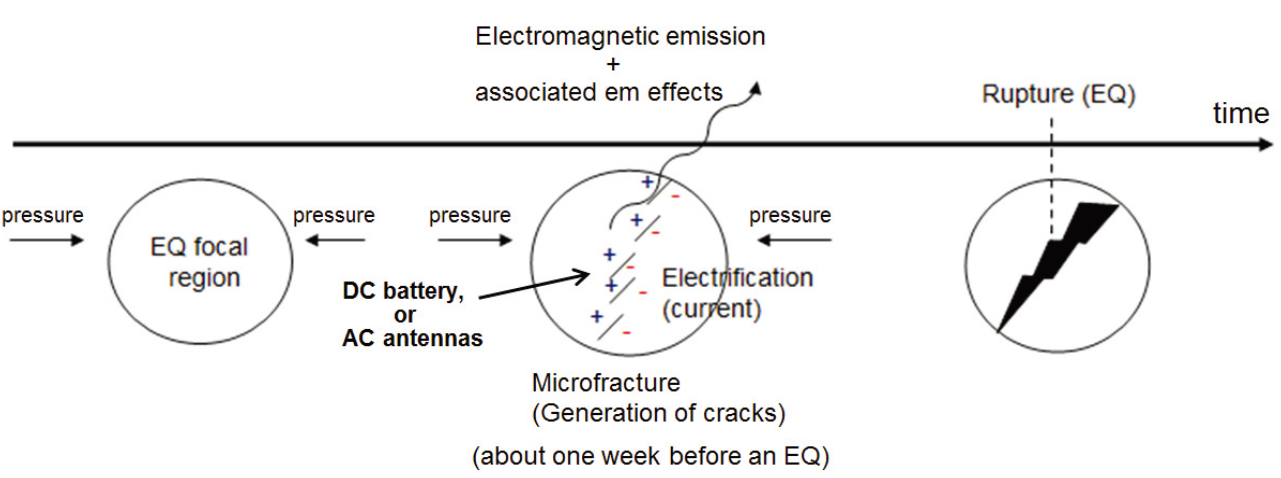 Electromagnetic emission
+
associated em effects
Rupture (EQ)
time
pressure
EQ focal
region
pressure
pressure
pressure
DC battery,
or
AC antennas
+
-
+
-
+
-
+
-
+
-
Electrification
(current)
Microfracture
(Generation of cracks)
(about one week before an EQ)